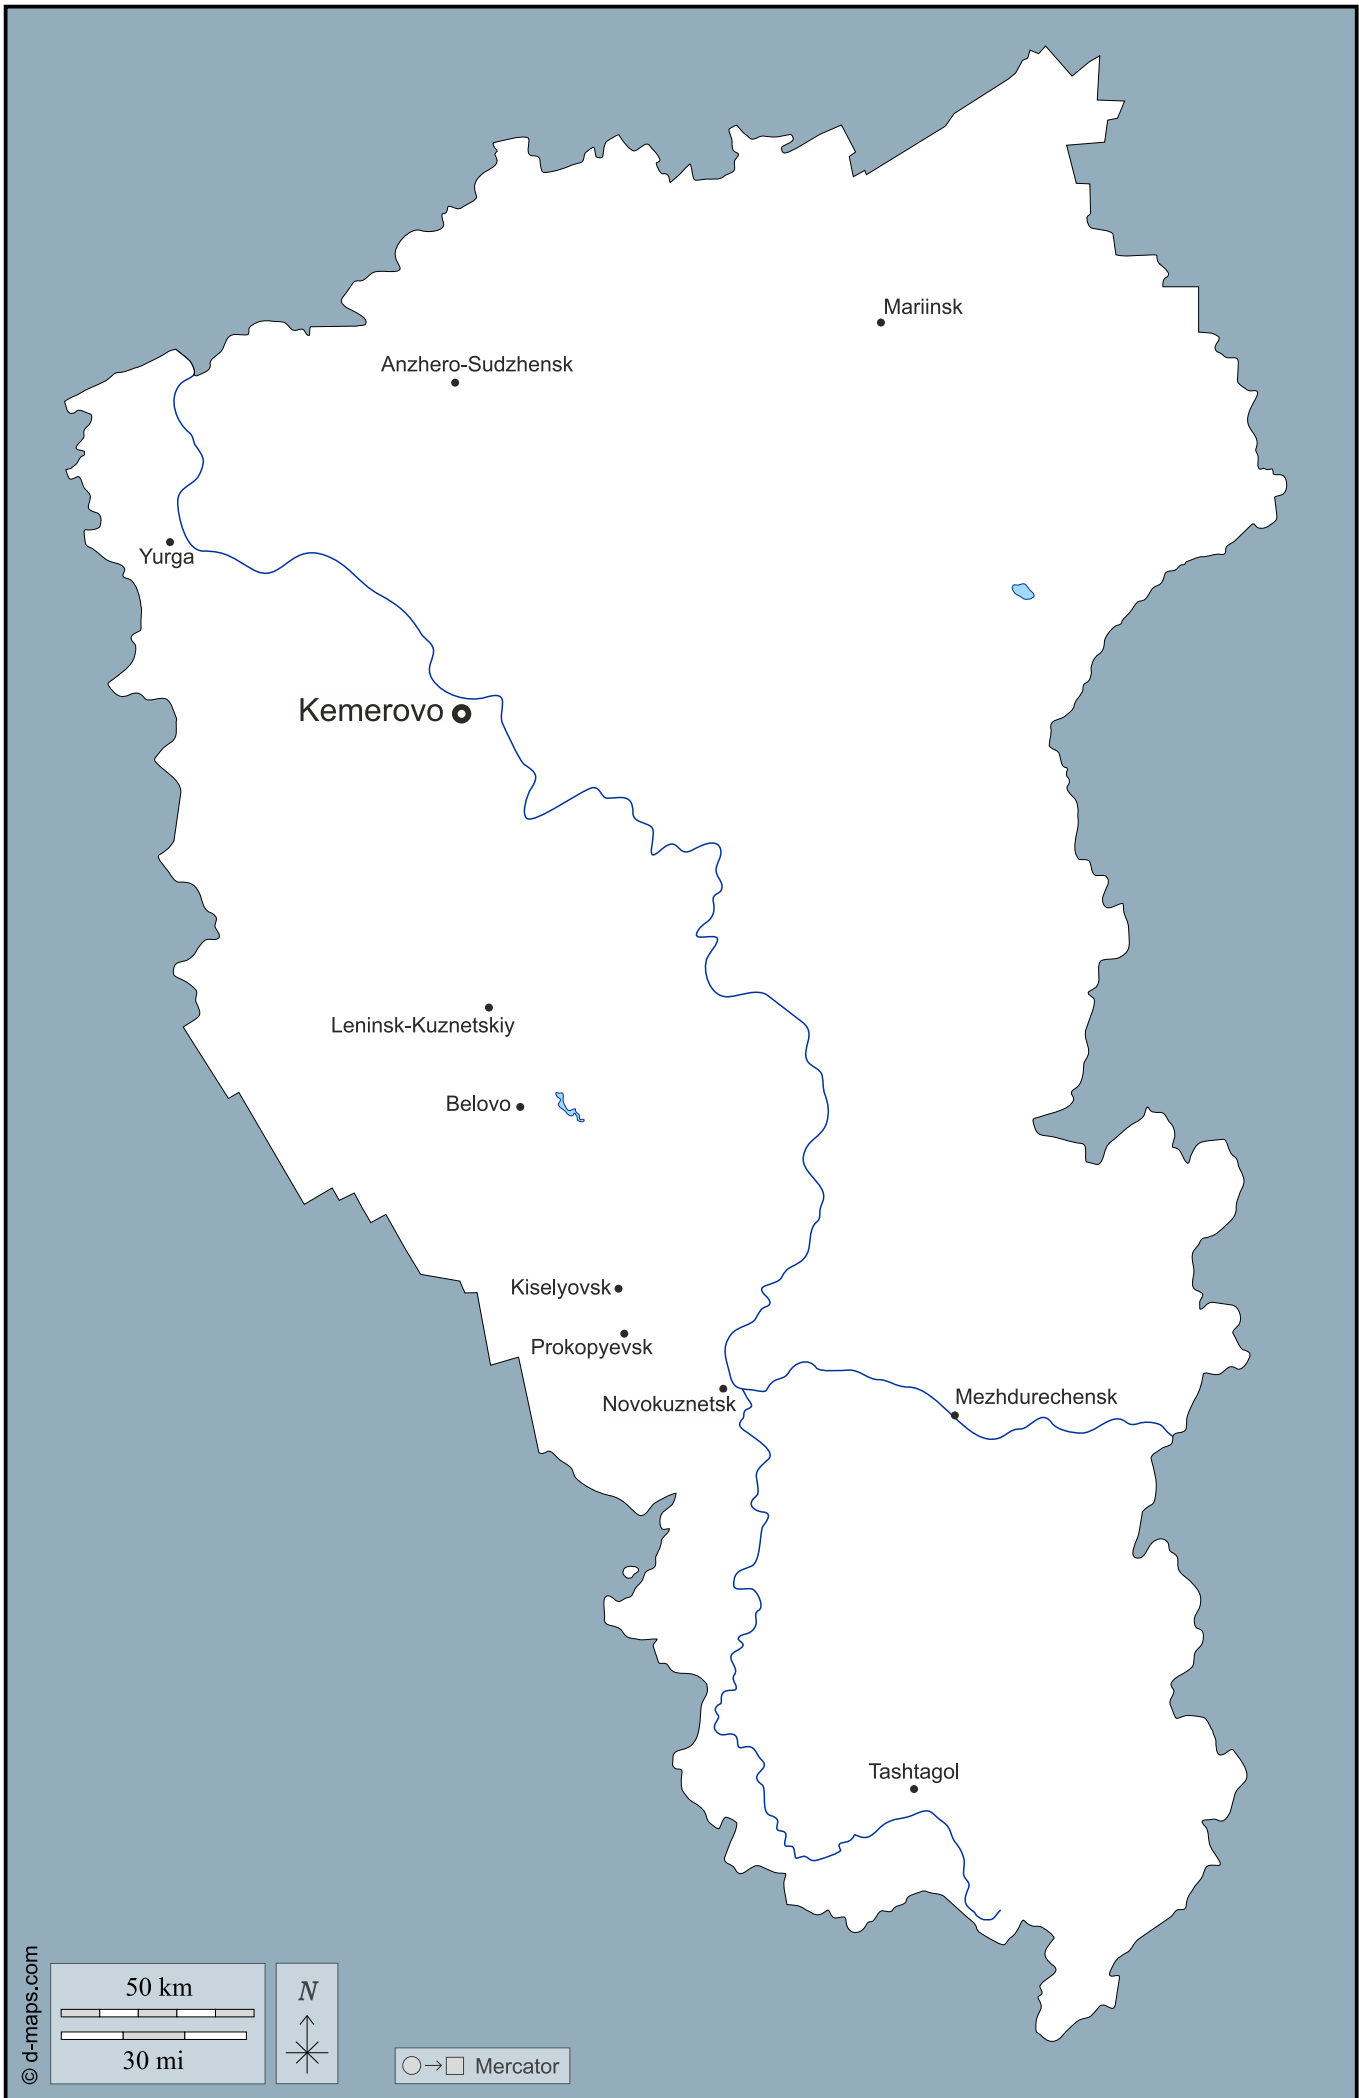 Mariinsk
Anzhero-Sudzhensk
Yurga
Kemerovo
Leninsk-Kuznetskiy
Belovo
Kiselyovsk
Prokopyevsk
Novokuznetsk
Mezhdurechensk
Tashtagol
© d-maps.com
50 km
30 mi
N
Mercator